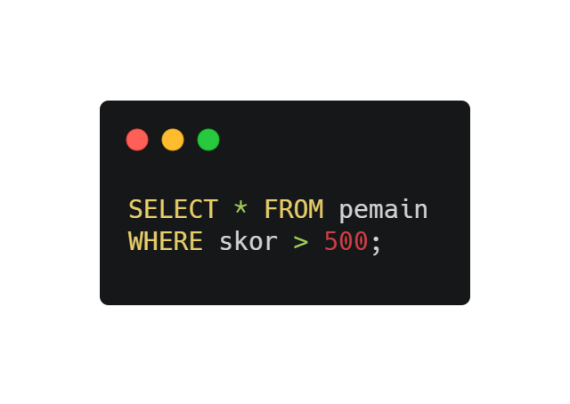 SELECT * FROM pemain
WHERE skor > 500;